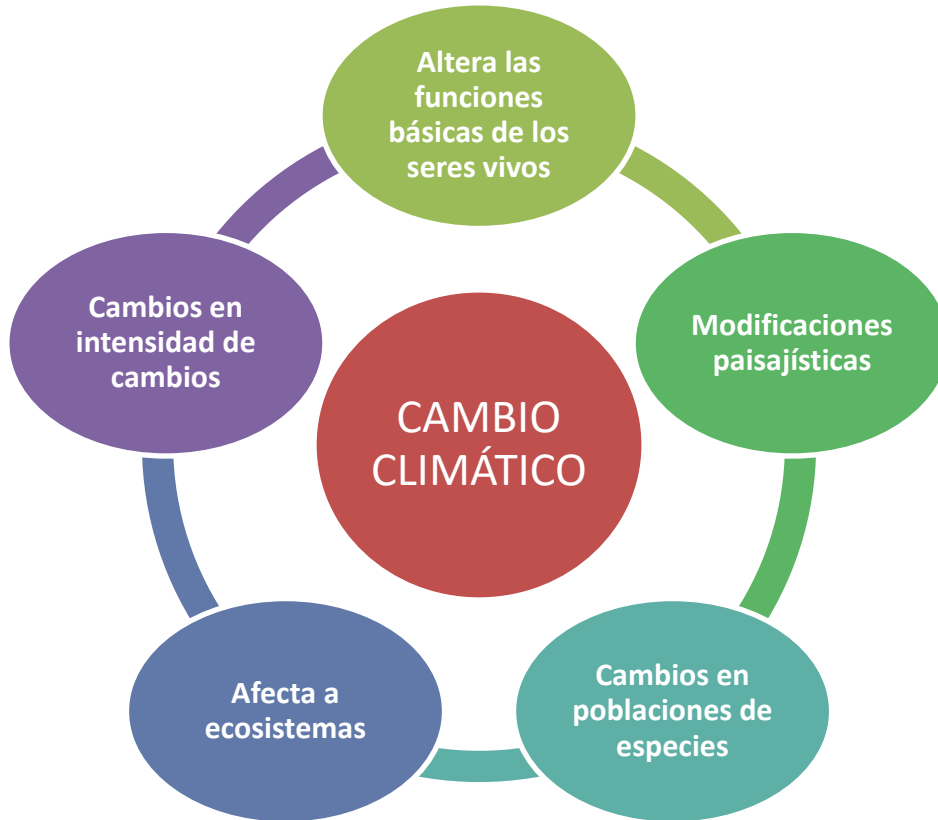 Altera las
funciones
básicas de los
seres vivos
Modificaciones
paisajísticas
Cambios en
poblaciones de
especies
Afecta a
ecosistemas
Cambios en
intensidad de
cambios
CAMBIO
CLIMÁTICO